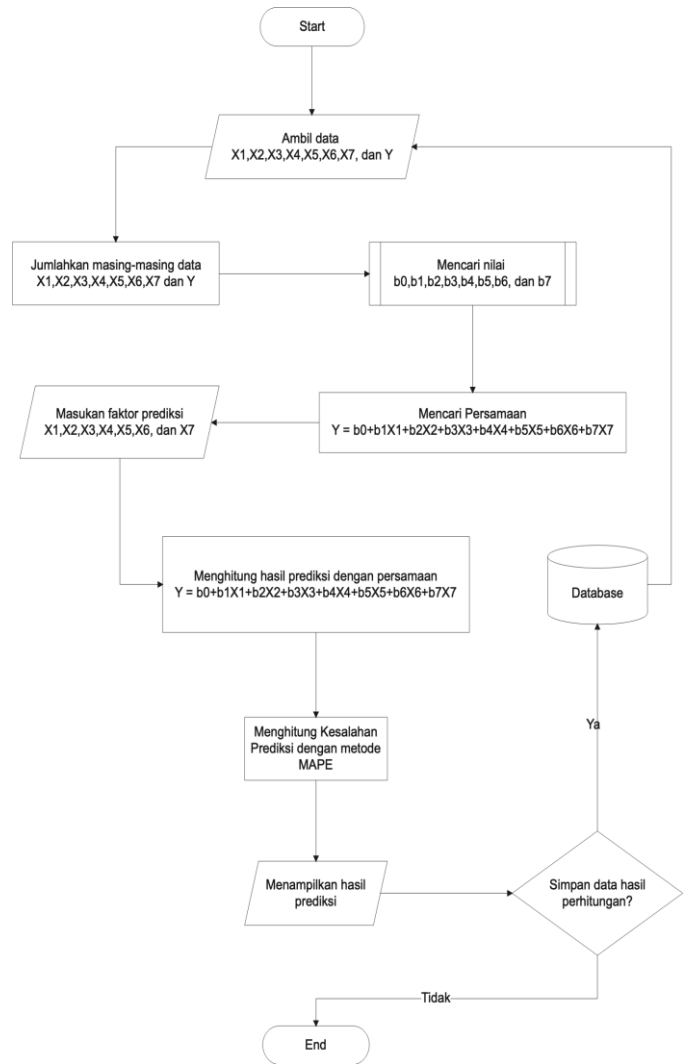 Start
Ambil data
X1,X2,X3,X4,X5,X6,X7, dan Y
Jumlahkan masing-masing data
X1,X2,X3,X4,X5,X6,X7 dan Y
Mencari nilai
b0,b1,b2,b3,b4,b5,b6, dan b7
Mencari Persamaan
Y = b0+b1X1+b2X2+b3X3+b4X4+b5X5+b6X6+b7X7
Masukan faktor prediksi
X1,X2,X3,X4,X5,X6, dan X7
Menghitung hasil prediksi dengan persamaan
Y = b0+b1X1+b2X2+b3X3+b4X4+b5X5+b6X6+b7X7
Database
Menghitung Kesalahan
Prediksi dengan metode
MAPE
Ya
Menampilkan hasil
prediksi
Simpan data hasil
perhitungan?
Tidak
End